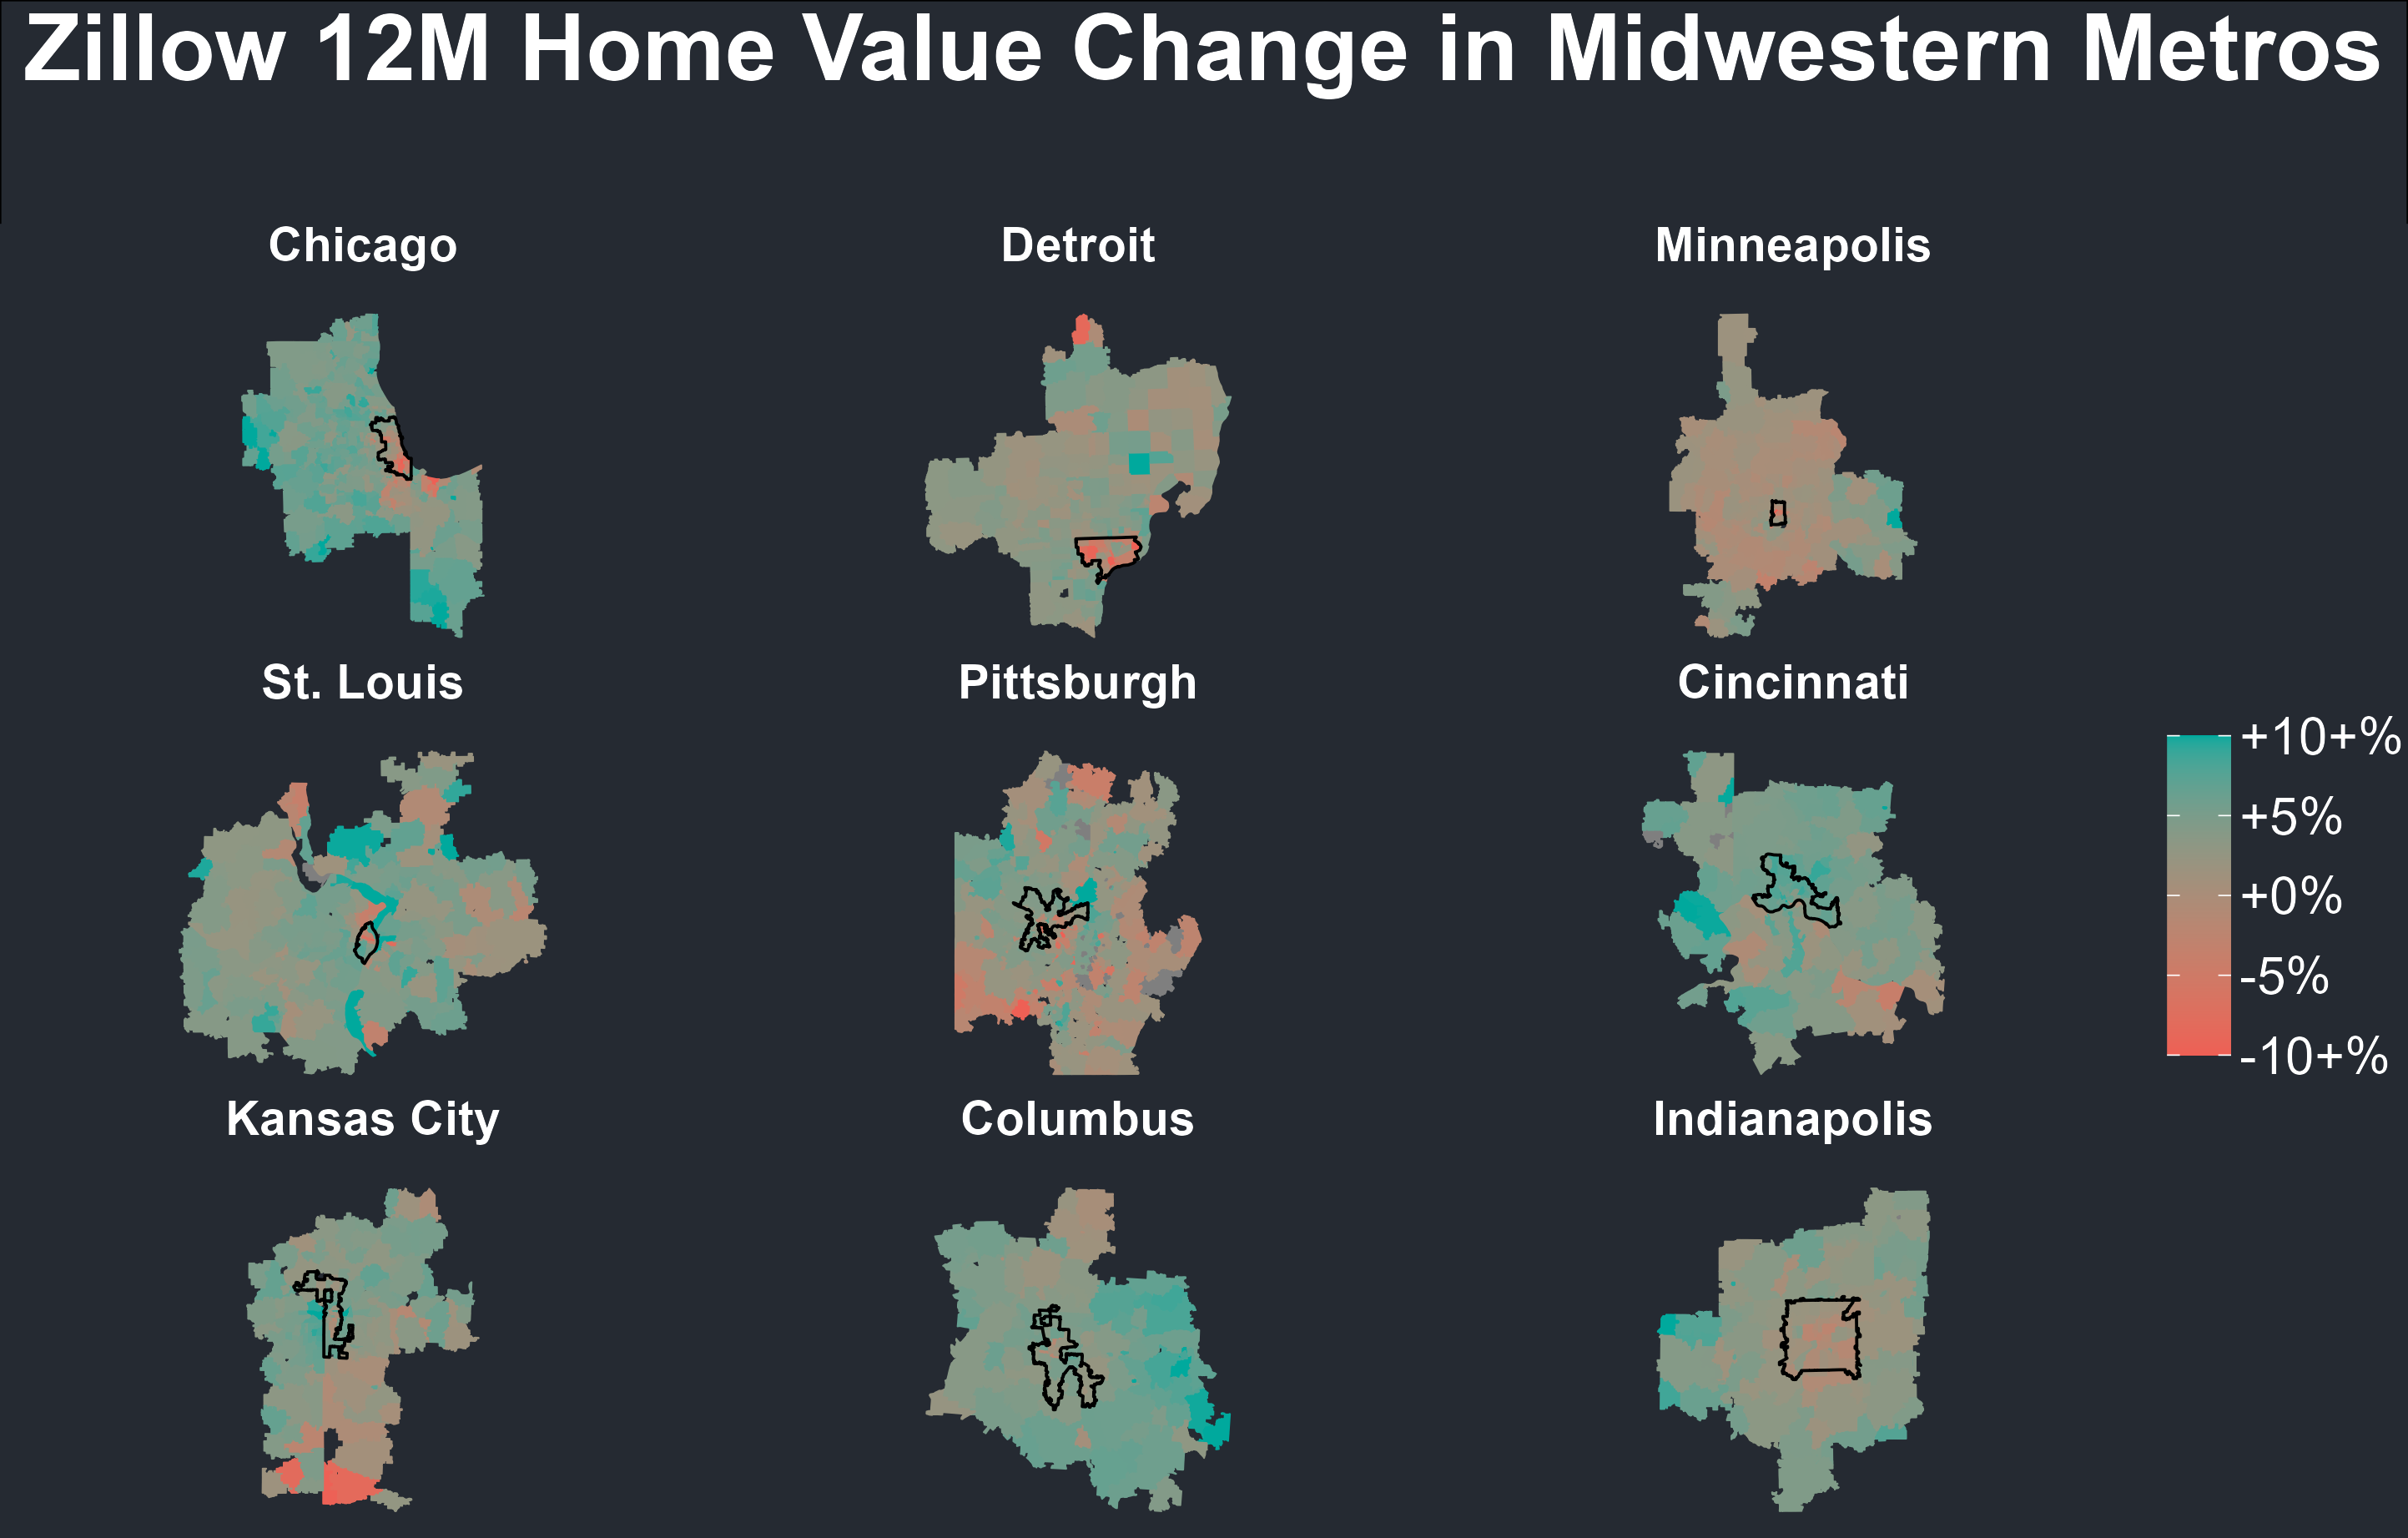 Zillow 12M Home Value Change in Midwestern Metros
Chicago
Detroit
Minneapolis
St. Louis
Pittsburgh
Cincinnati
+10+%
+5%
+0%
-5%
-10+%
Kansas City
Columbus
Indianapolis